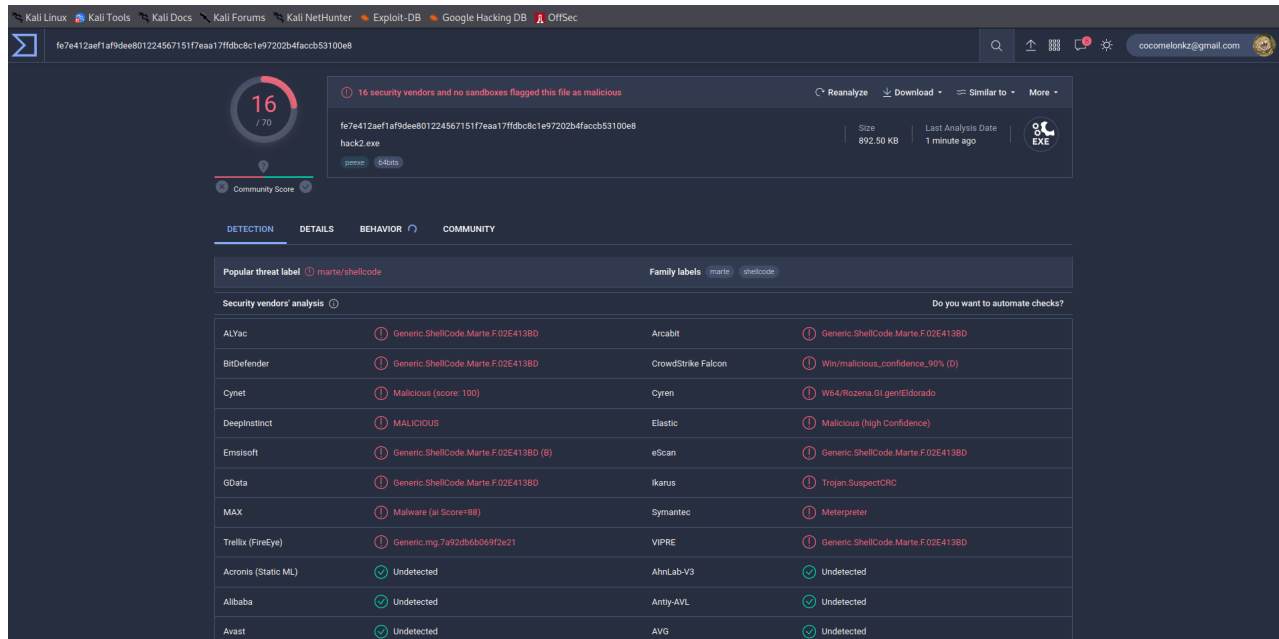 Kali Linux Kali Tools Kali Docs Kali Forums Kali NetHunter Exploit-DB Google Hacking DB OffSec
fe7e412aef1af9dee801224567151f7eaa17ffdbc8c1e97202b4faccb53100e8
6
cocomelonkz@gmail.com
16
/ 70
Community Score
16 security vendors and no sandboxes flagged this file as malicious
Reanalyze Download Similar to More
fe7e412aef1af9dee801224567151f7eaa17ffdbc8c1e97202b4faccb53100e8
hack2.exe
peexe 64bits
Size
892.50 KB
Last Analysis Date
1 minute ago
EXE
DETECTION DETAILS BEHAVIOR COMMUNITY
Popular threat label marte/shellcode Family labels marte shellcode
Security vendors' analysis Do you want to automate checks?
ALYac Generic.ShellCode.Marte.F.02E413BD Arcabit Generic.ShellCode.Marte.F.02E413BD
BitDefender Generic.ShellCode.Marte.F.02E413BD CrowdStrike Falcon Win/malicious_confidence_90% (D)
Cynet Malicious (score: 100) Cyren W64/Rozena.GI.gen!Eldorado
DeepInstinct MALICIOUS Elastic Malicious (high Confidence)
Emsisoft Generic.ShellCode.Marte.F.02E413BD (B) eScan Generic.ShellCode.Marte.F.02E413BD
GData Generic.ShellCode.Marte.F.02E413BD Ikarus Trojan.SuspectCRC
MAX Malware (ai Score=88) Symantec Meterpreter
Trellix (FireEye) Generic.mg.7a92db6b069f2e21 VIPRE Generic.ShellCode.Marte.F.02E413BD
Acronis (Static ML) Undetected AhnLab-V3 Undetected
Alibaba Undetected Antiy-AVL Undetected
Avast Undetected AVG Undetected